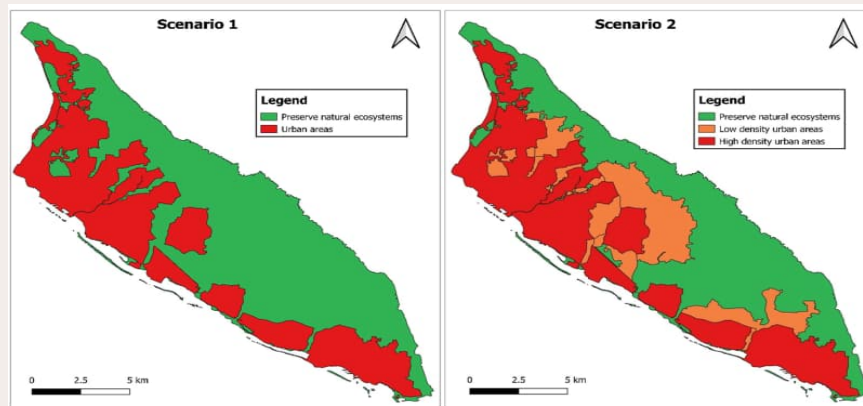 Scenario 1
Legend
Preserve natural ecosystems
Urban areas
0 2.5 5 km
Scenario 2
Legend
Preserve natural ecosystems
Low density urban areas
High density urban areas
0 2.5 5 km